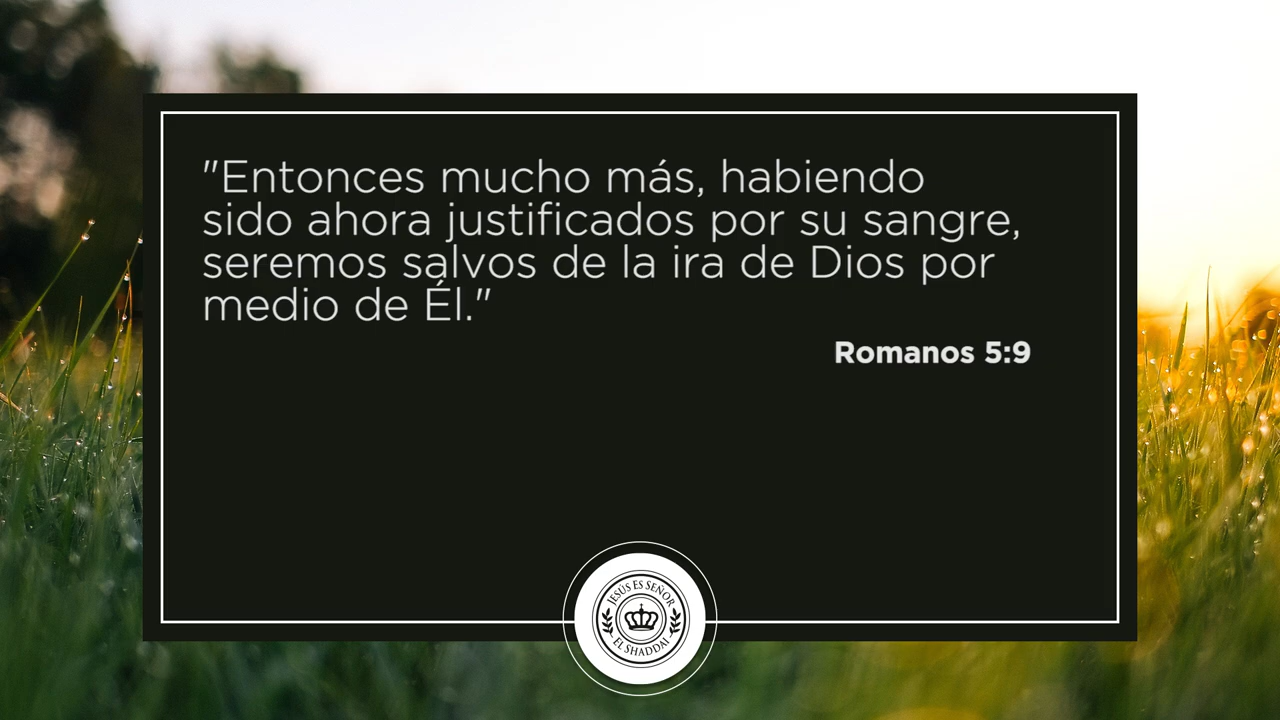 "Entonces mucho más, habiendo
sido ahora justificados por su sangre,
seremos salvos de la ira de Dios por
medio de Él."
Romanos 5:9
JESÚS ES SEÑOR
EL SHADDAI